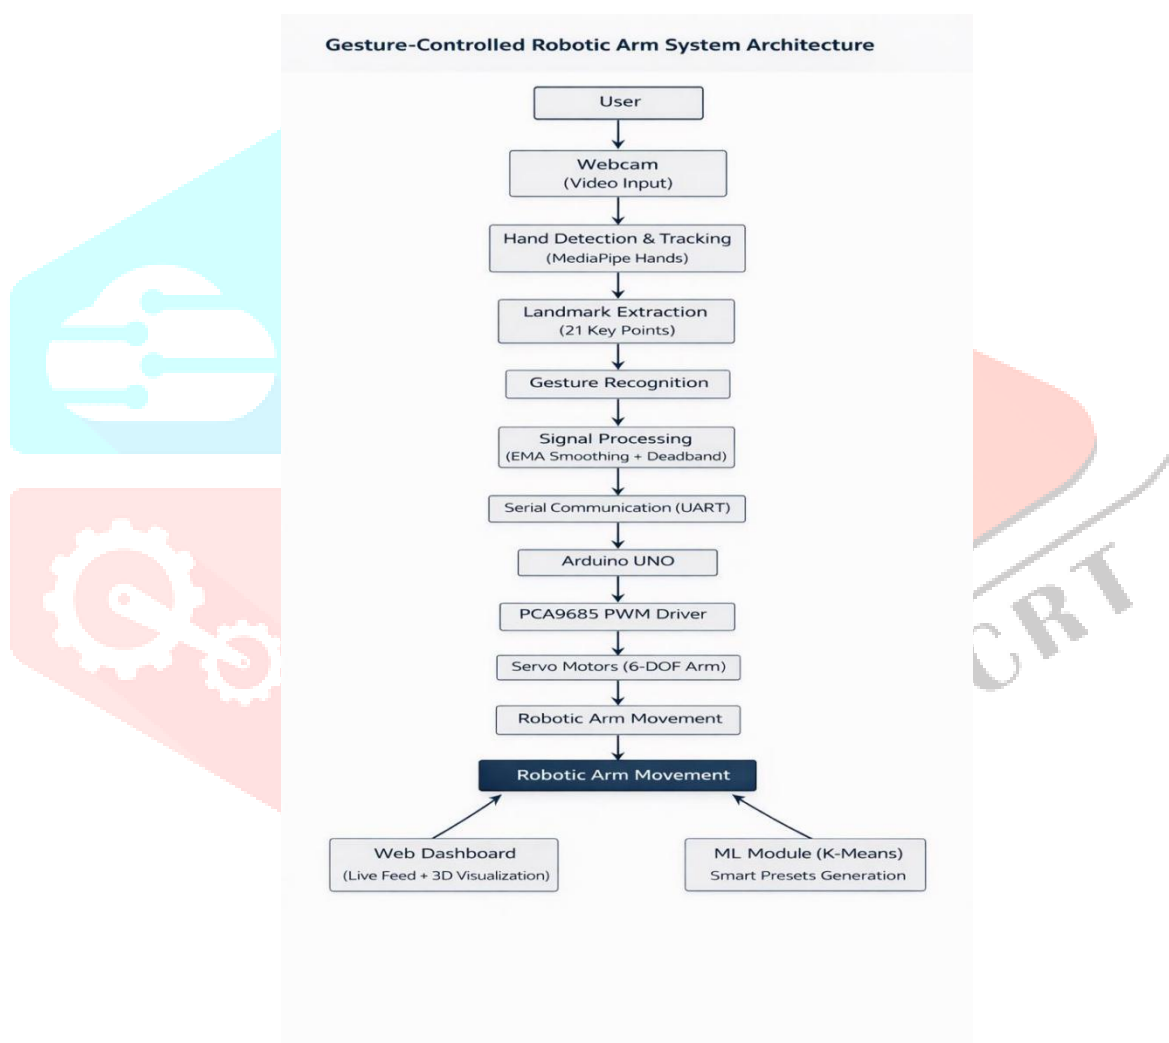 Gesture-Controlled Robotic Arm System Architecture
User
Webcam
(Video Input)
Hand Detection & Tracking
(MediaPipe Hands)
Landmark Extraction
(21 Key Points)
Gesture Recognition
Signal Processing
(EMA Smoothing + Deadband)
Serial Communication (UART)
Arduino UNO
PCA9685 PWM Driver
Servo Motors (6-DOF Arm)
Robotic Arm Movement
Robotic Arm Movement
Web Dashboard
(Live Feed + 3D Visualization)
ML Module (K-Means)
Smart Presets Generation
CRT